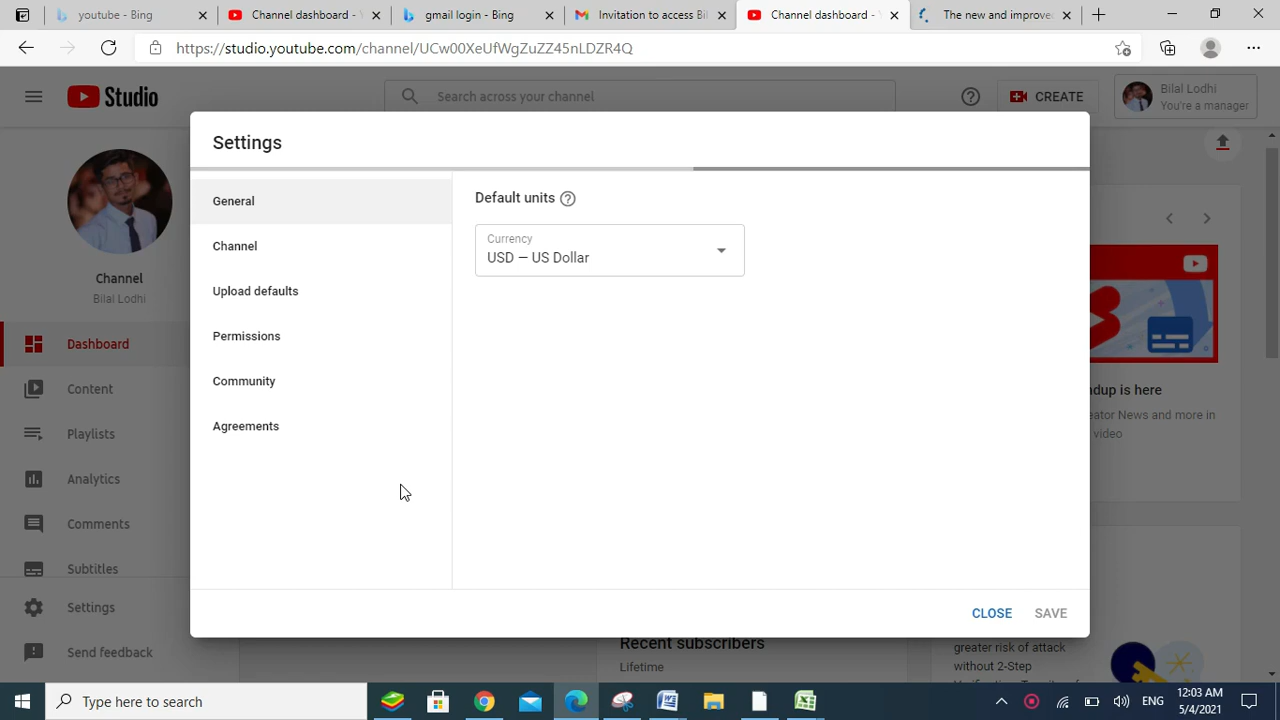 youtube - Bing
Channel dashboard - Y
gmail login - Bing
Invitation to access Bil
Channel dashboard - Y
The new and improve
https://studio.youtube.com/channel/UCw00XeUfWgZuZZ45nLDZR4Q
Studio
Search across your channel
CREATE
Bilal Lodhi
You're a manager
Settings
General
Channel
Upload defaults
Permissions
Community
Agreements
Default units
Currency
USD — US Dollar
CLOSE
SAVE
Channel
Bilal Lodhi
Dashboard
Content
Playlists
Analytics
Comments
Subtitles
Settings
Send feedback
Recent subscribers
Lifetime
ndup is here
eator News and more in
video
greater risk of attack
without 2-Step
Type here to search
ENG
12:03 AM
5/4/2021